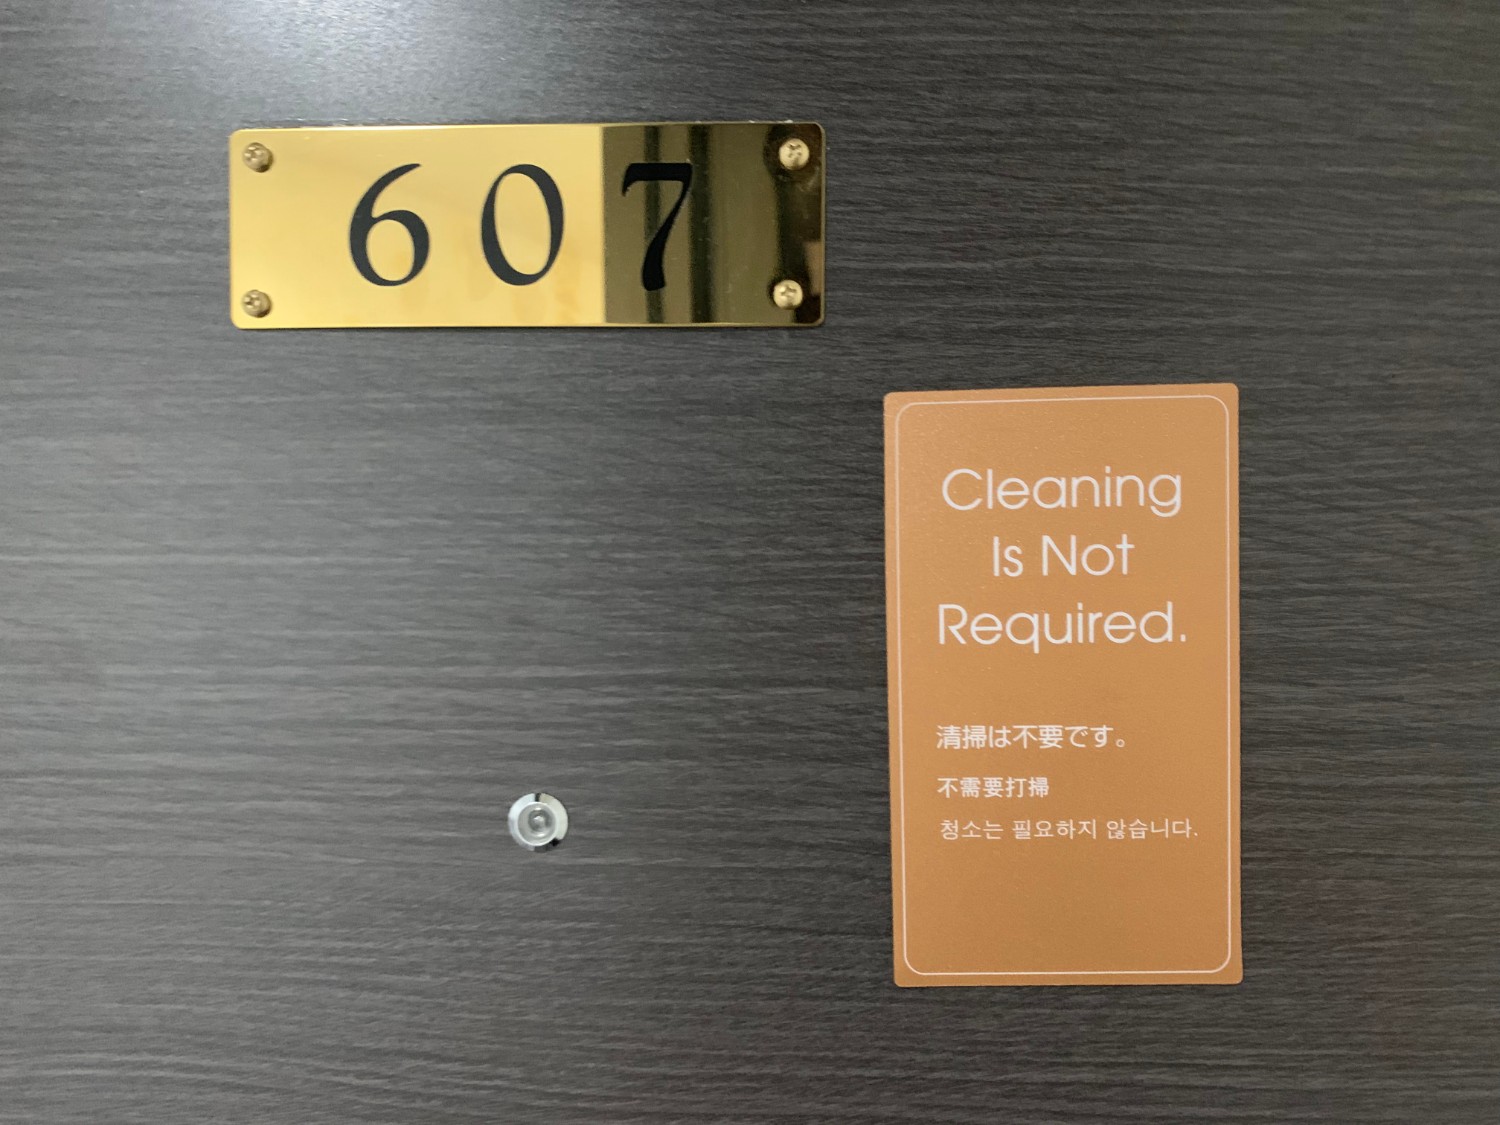 607
Cleaning
Is Not
Required.
清掃は不要です。
不需要打掃
청소는 필요하지 않습니다.